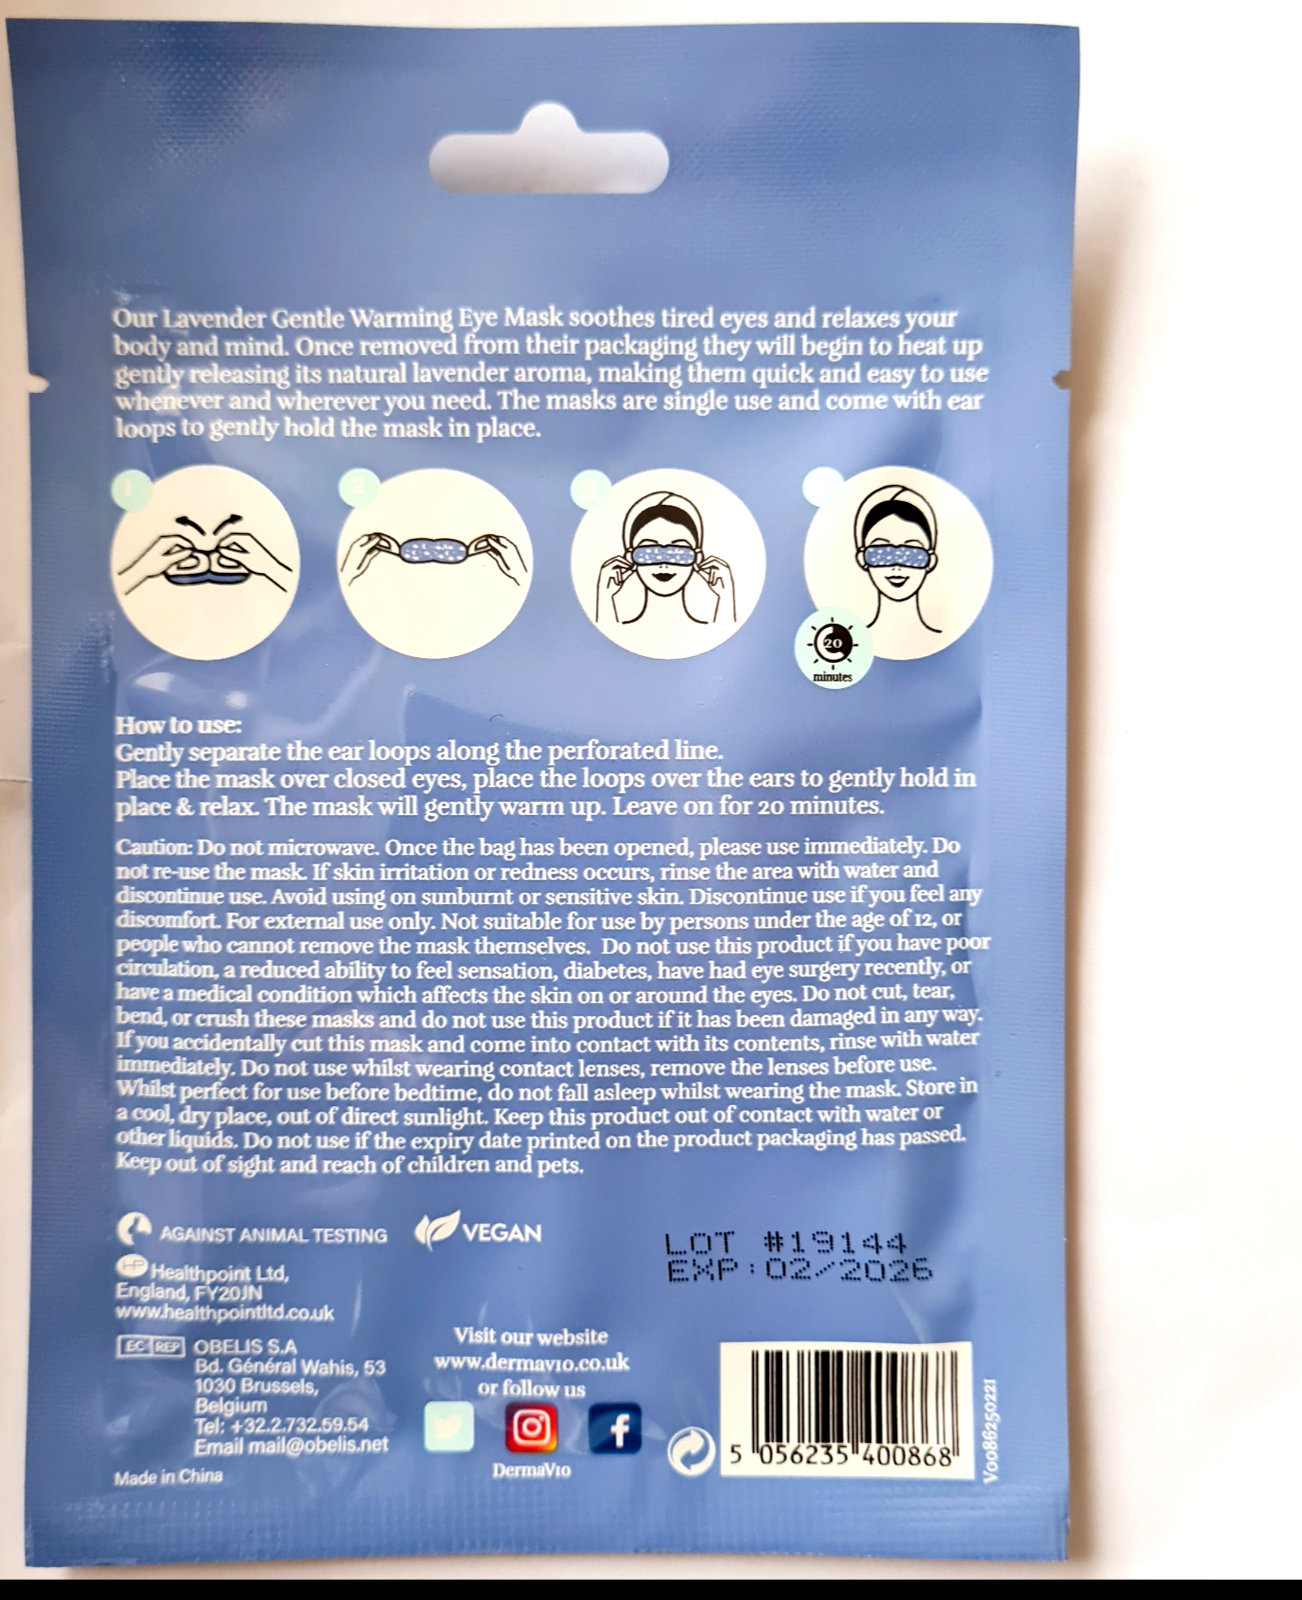 Our Lavender Gentle Warming Eye Mask soothes tired eyes and relaxes your
body and mind. Once removed from their packaging they will begin to heat up
gently releasing its natural lavender aroma, making them quick and easy to use
whenever and wherever you need. The masks are single use and come with ear
loops to gently hold the mask in place.
1
2
3
20
minutes
How to use:
Gently separate the ear loops along the perforated line.
Place the mask over closed eyes, place the loops over the ears to gently hold in
place & relax. The mask will gently warm up. Leave on for 20 minutes.
Caution: Do not microwave. Once the bag has been opened, please use immediately. Do
not re-use the mask. If skin irritation or redness occurs, rinse the area with water and
discontinue use. Avoid using on sunburnt or sensitive skin. Discontinue use if you feel any
discomfort. For external use only. Not suitable for use by persons under the age of 12, or
people who cannot remove the mask themselves. Do not use this product if you have poor
circulation, a reduced ability to feel sensation, diabetes, have had eye surgery recently, or
have a medical condition which affects the skin on or around the eyes. Do not cut, tear,
bend, or crush these masks and do not use this product if it has been damaged in any way.
If you accidentally cut this mask and come into contact with its contents, rinse with water
immediately. Do not use whilst wearing contact lenses, remove the lenses before use.
Whilst perfect for use before bedtime, do not fall asleep whilst wearing the mask. Store in
a cool, dry place, out of direct sunlight. Keep this product out of contact with water or
other liquids. Do not use if the expiry date printed on the product packaging has passed.
Keep out of sight and reach of children and pets.
AGAINST ANIMAL TESTING
VEGAN
LOT #19144
EXP:02/2026
HP Healthpoint Ltd,
England, FY20JN
www.healthpointltd.co.uk
EC REP OBELIS S.A
Bd. Général Wahis, 53
1030 Brussels,
Belgium
Tel: +32.2.732.59.54
Email mail@obelis.net
Made in China
Visit our website
www.dermav10.co.uk
or follow us
DermaV10
5 056235 400868
V0086250221